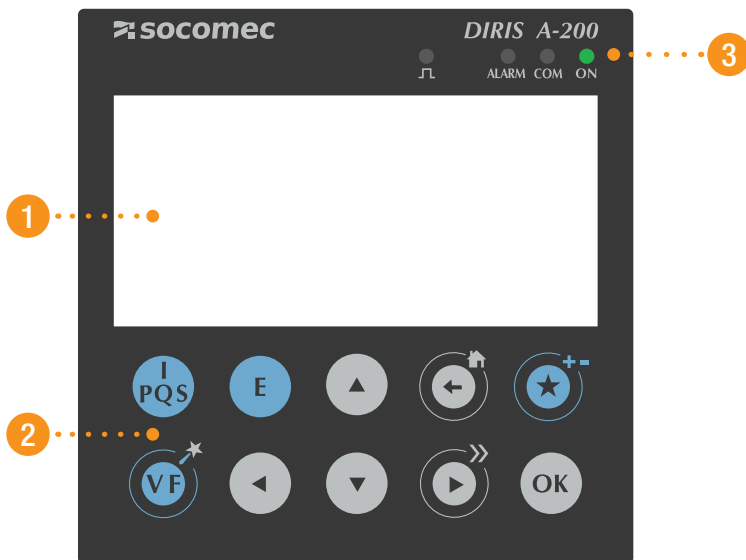 socomec DIRIS A-200
ALARM COM ON
3
1
I
PQS E
+-
2
VF OK